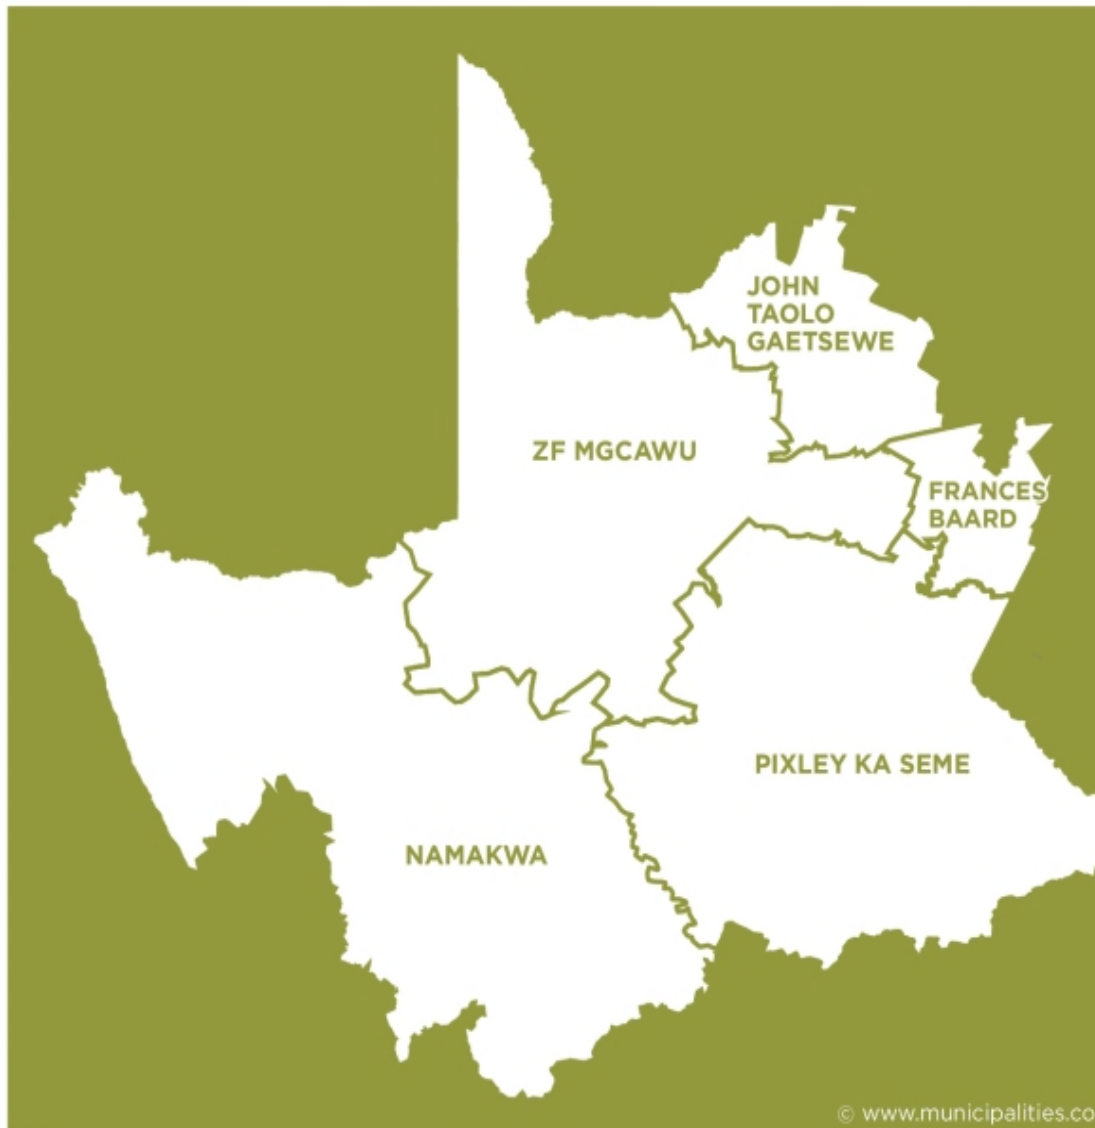 JOHN
TAOLO
GAETSEWE
ZF MGCAWU
FRANCES
BAARD
PIXLEY KA SEME
NAMAKWA
© www.municipalities.co